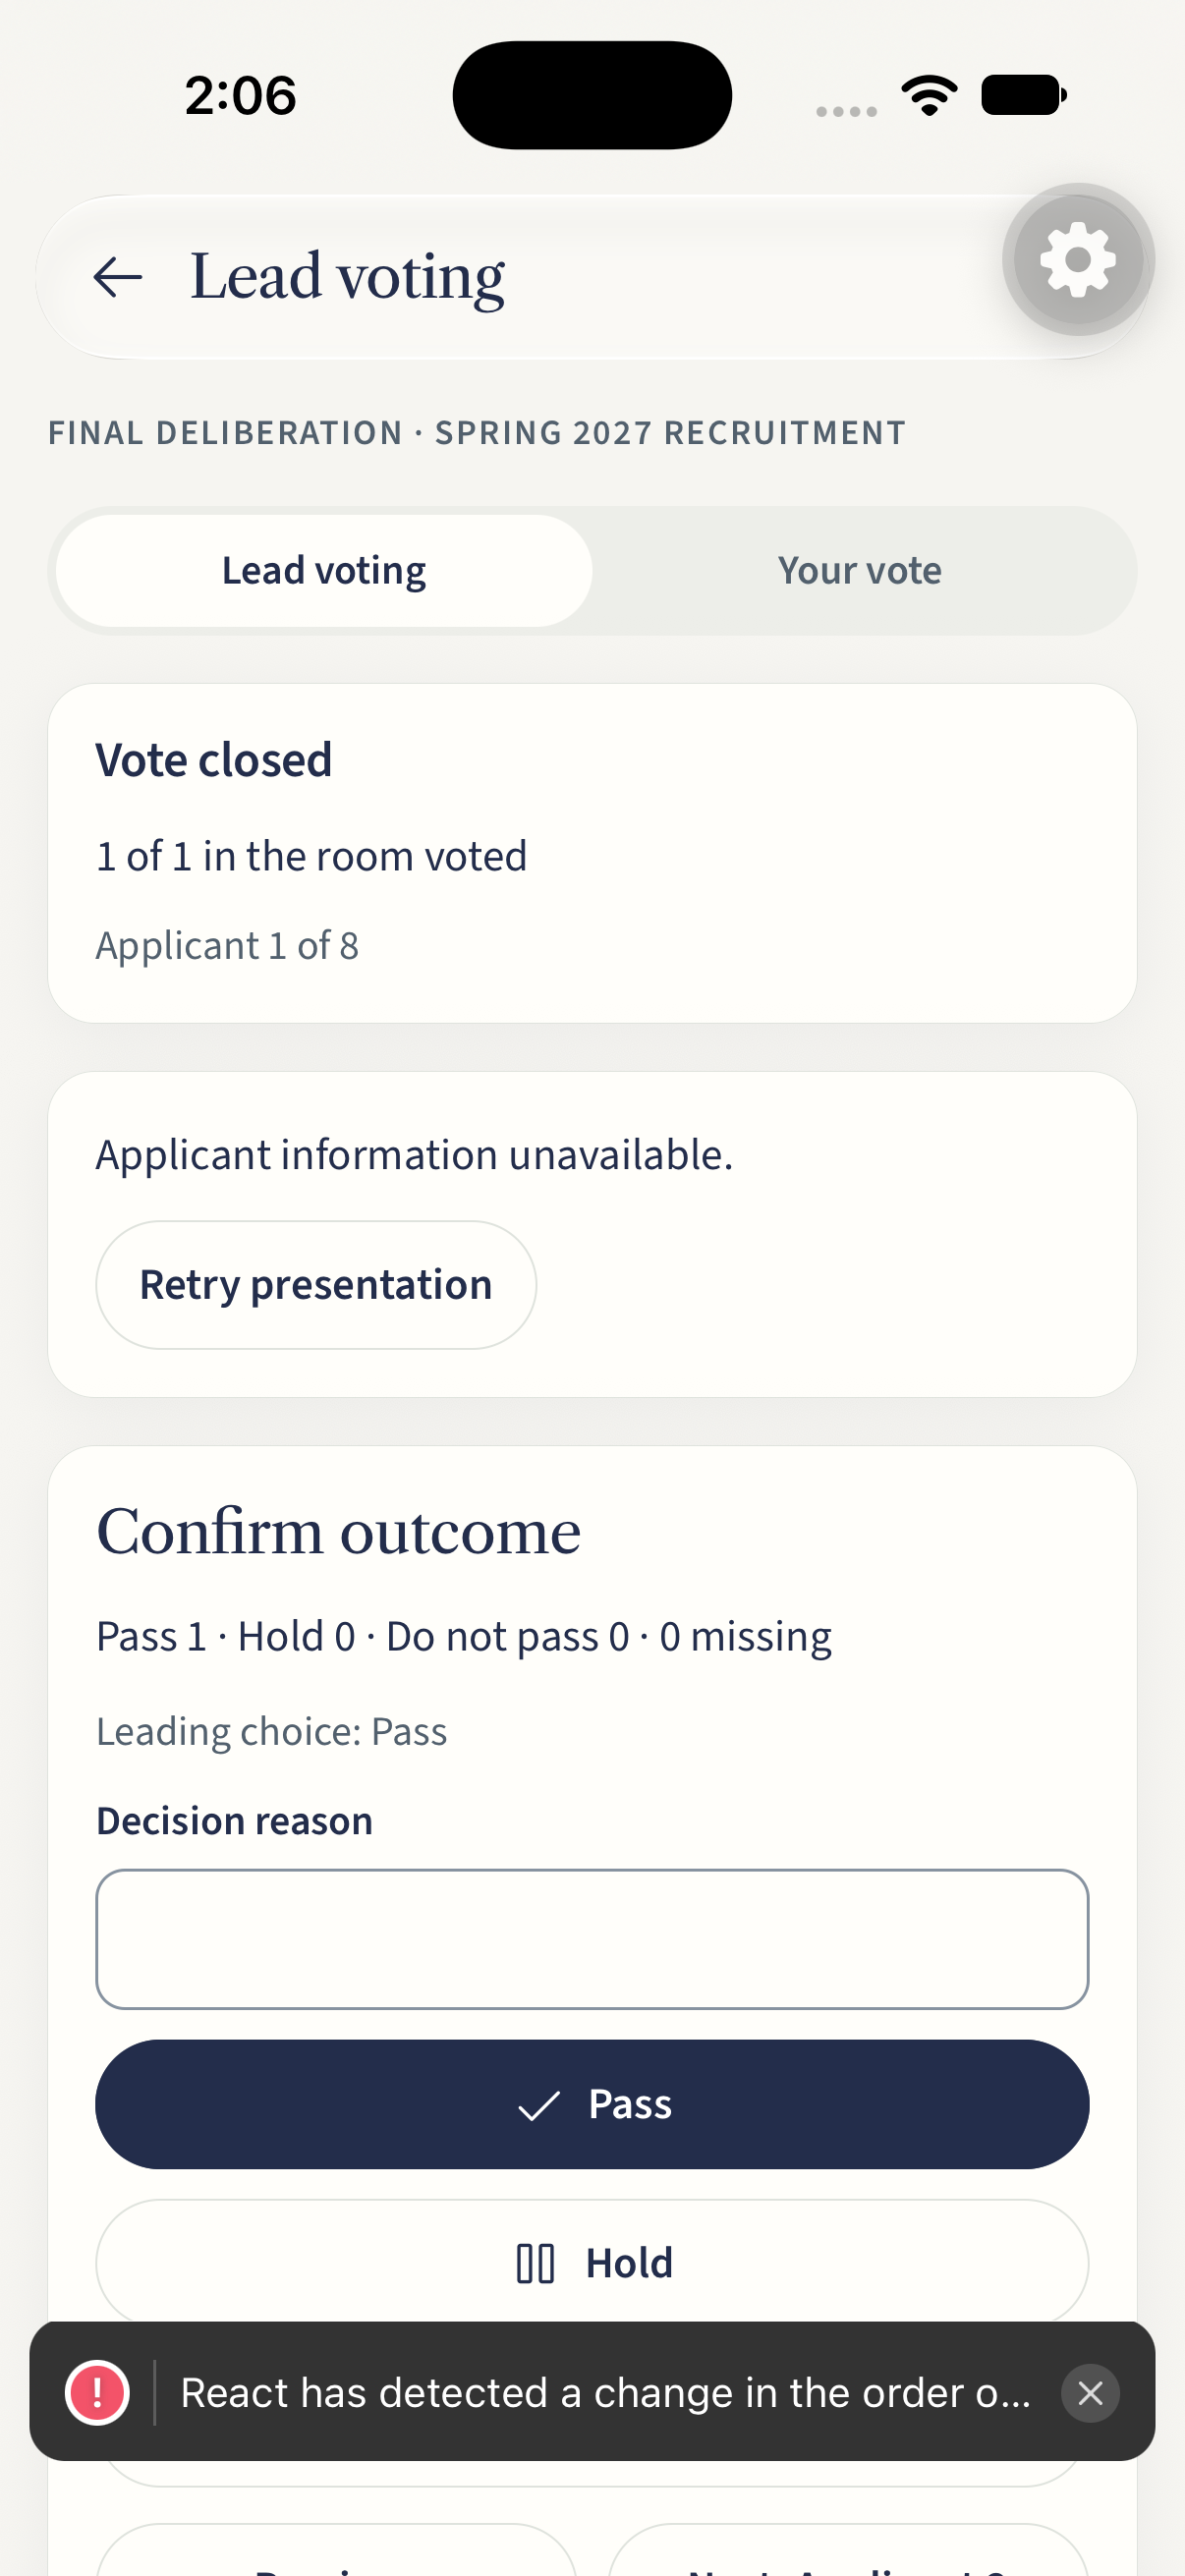 2:06
Lead voting
FINAL DELIBERATION · SPRING 2027 RECRUITMENT
Lead voting
Your vote
Vote closed
1 of 1 in the room voted
Applicant 1 of 8
Applicant information unavailable.
Retry presentation
Confirm outcome
Pass 1 · Hold 0 · Do not pass 0 · 0 missing
Leading choice: Pass
Decision reason
Pass
Hold
React has detected a change in the order o...